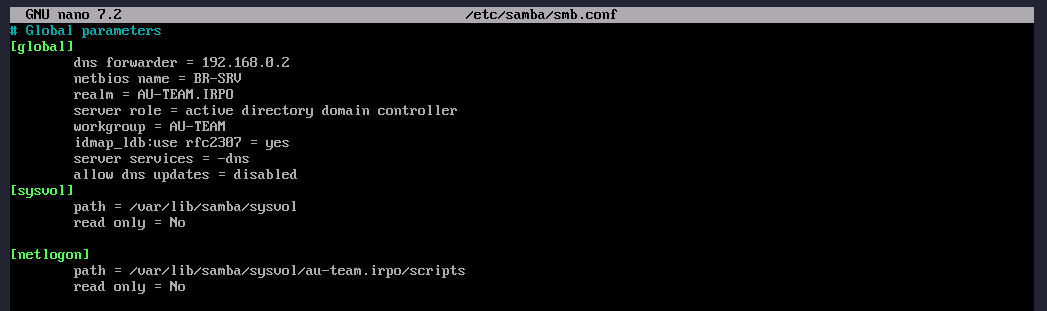 GNU nano 7.2 /etc/samba/smb.conf
# Global parameters
[global]
dns forwarder = 192.168.0.2
netbios name = BR-SRV
realm = AU-TEAM.IRPO
server role = active directory domain controller
workgroup = AU-TEAM
idmap_ldb:use rfc2307 = yes
server services = -dns
allow dns updates = disabled
[sysvol]
path = /var/lib/samba/sysvol
read only = No
[netlogon]
path = /var/lib/samba/sysvol/au-team.irpo/scripts
read only = No